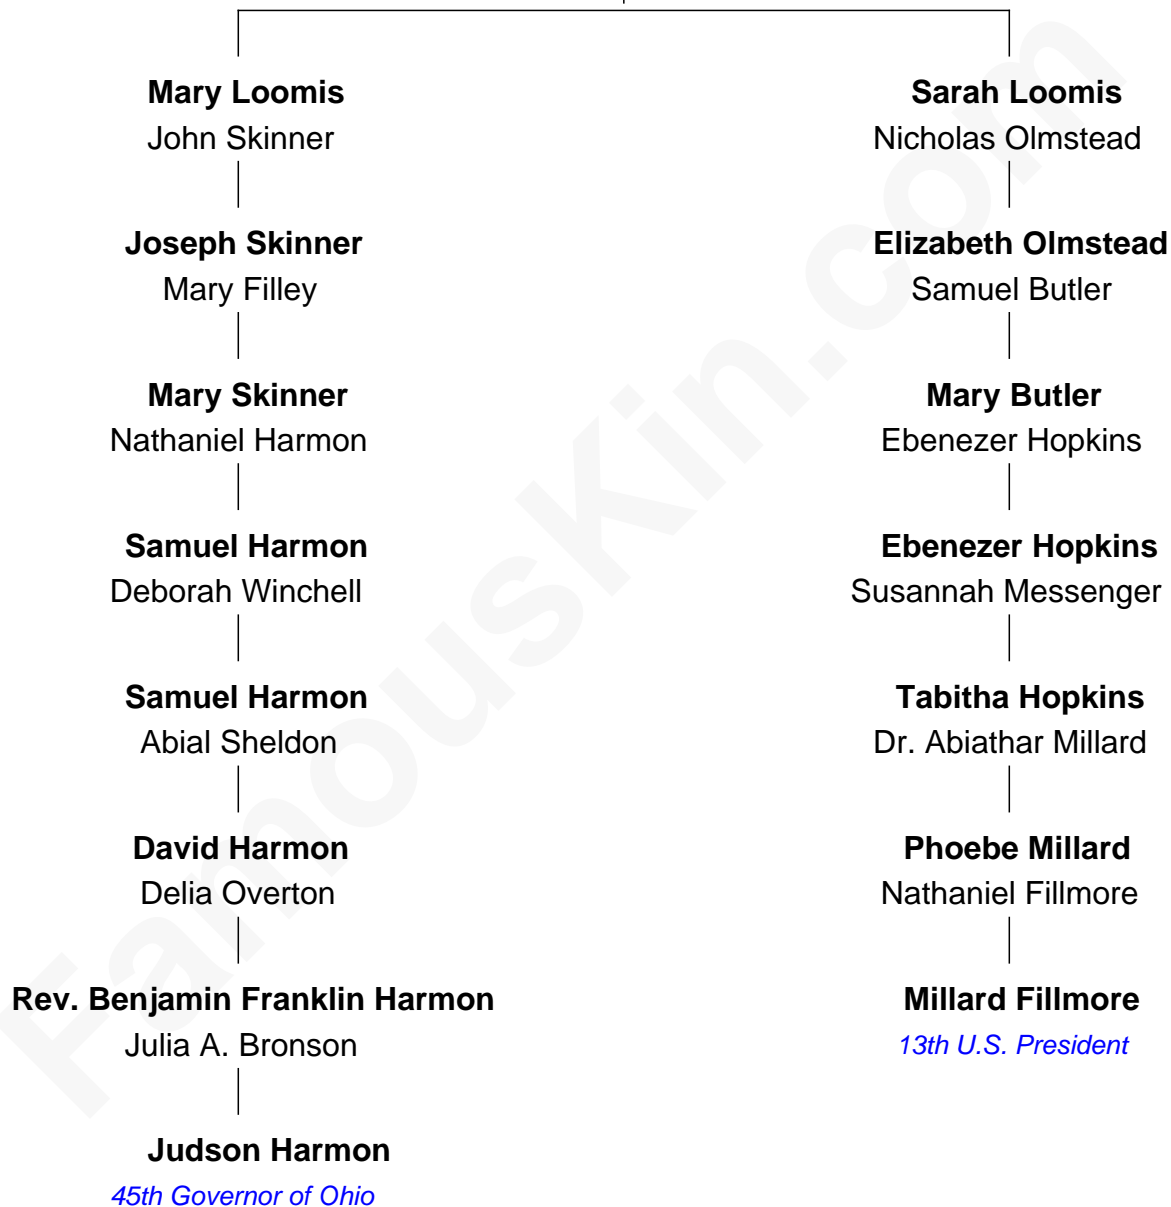 Mary Loomis
John Skinner
Joseph Skinner
Mary Filley
Mary Skinner
Nathaniel Harmon
Samuel Harmon
Deborah Winchell
Samuel Harmon
Abial Sheldon
David Harmon
Delia Overton
Rev. Benjamin Franklin Harmon
Julia A. Bronson
Judson Harmon
45th Governor of Ohio
Sarah Loomis
Nicholas Olmstead
Elizabeth Olmstead
Samuel Butler
Mary Butler
Ebenezer Hopkins
Ebenezer Hopkins
Susannah Messenger
Tabitha Hopkins
Dr. Abiathar Millard
Phoebe Millard
Nathaniel Fillmore
Millard Fillmore
13th U.S. President
FamousKin.com